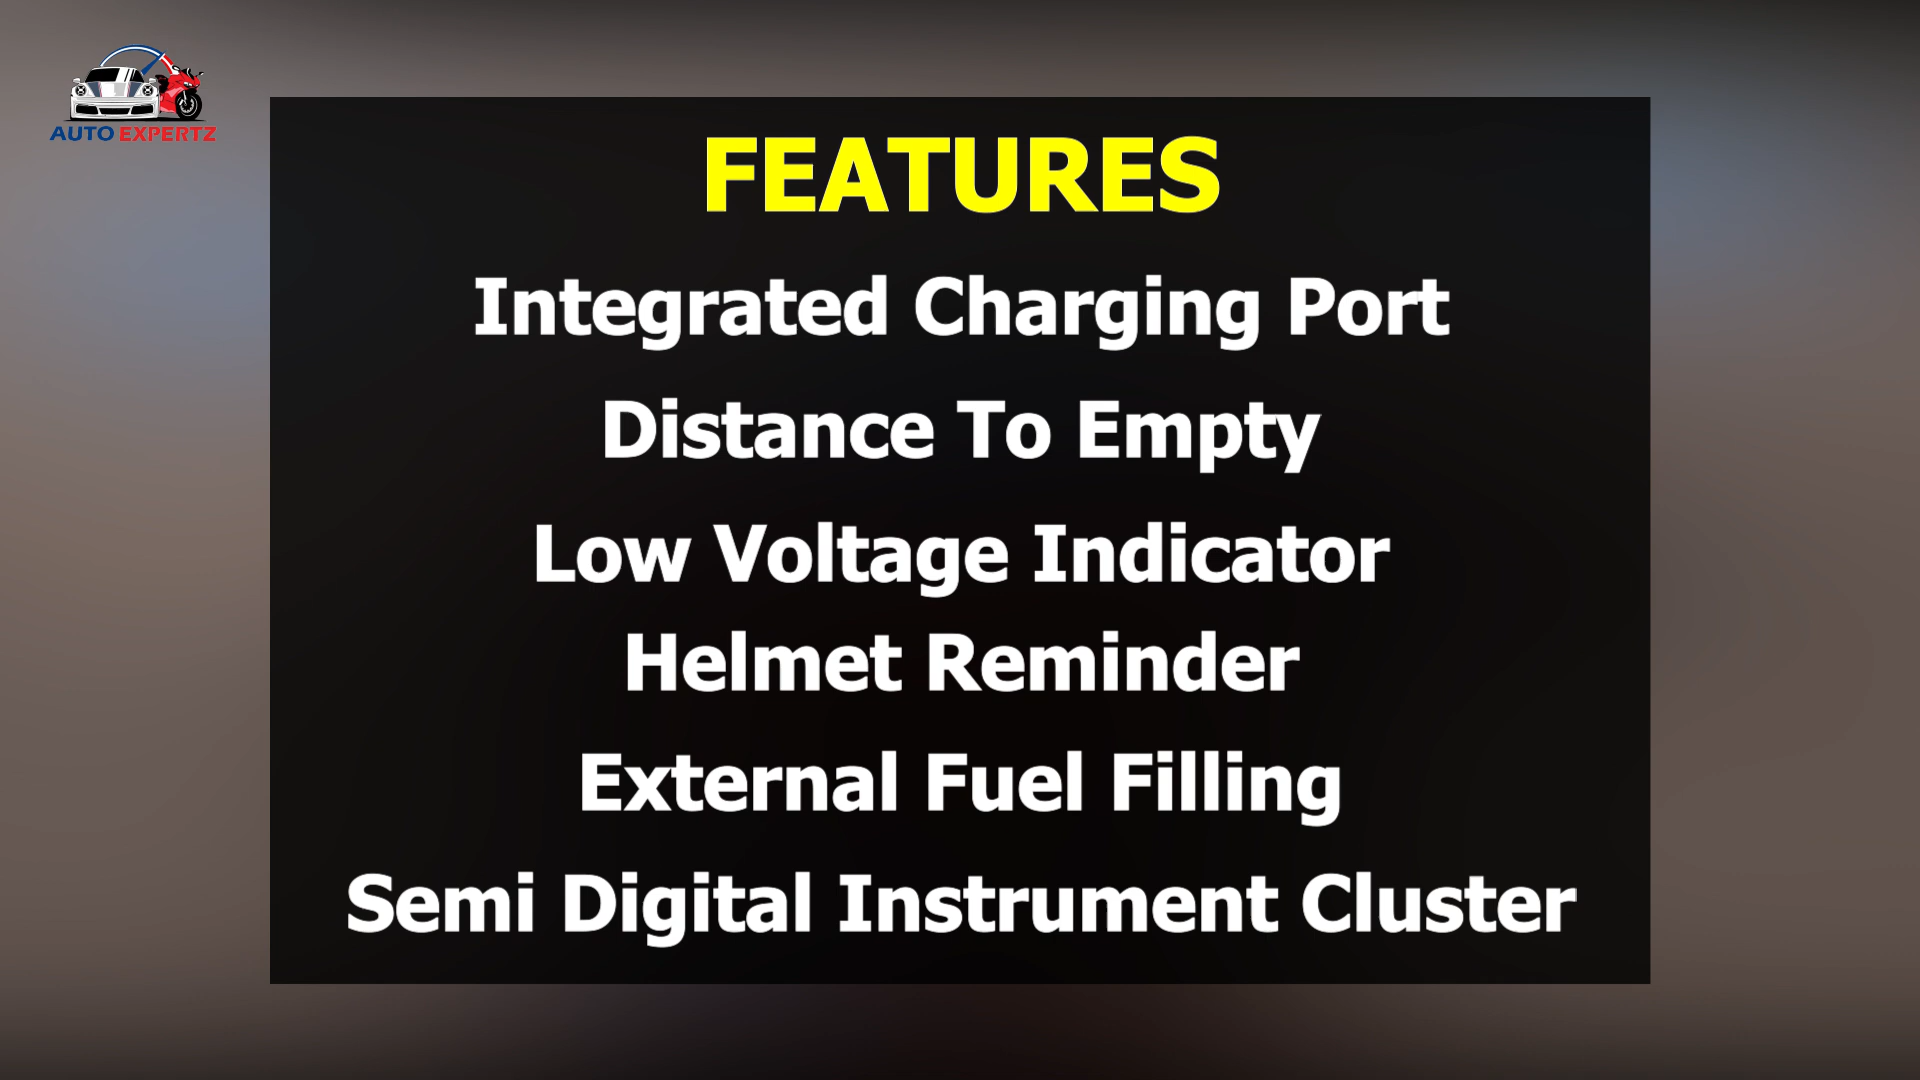 AUTO EXPERTZ
FEATURES
Integrated Charging Port
Distance To Empty
Low Voltage Indicator
Helmet Reminder
External Fuel Filling
Semi Digital Instrument Cluster